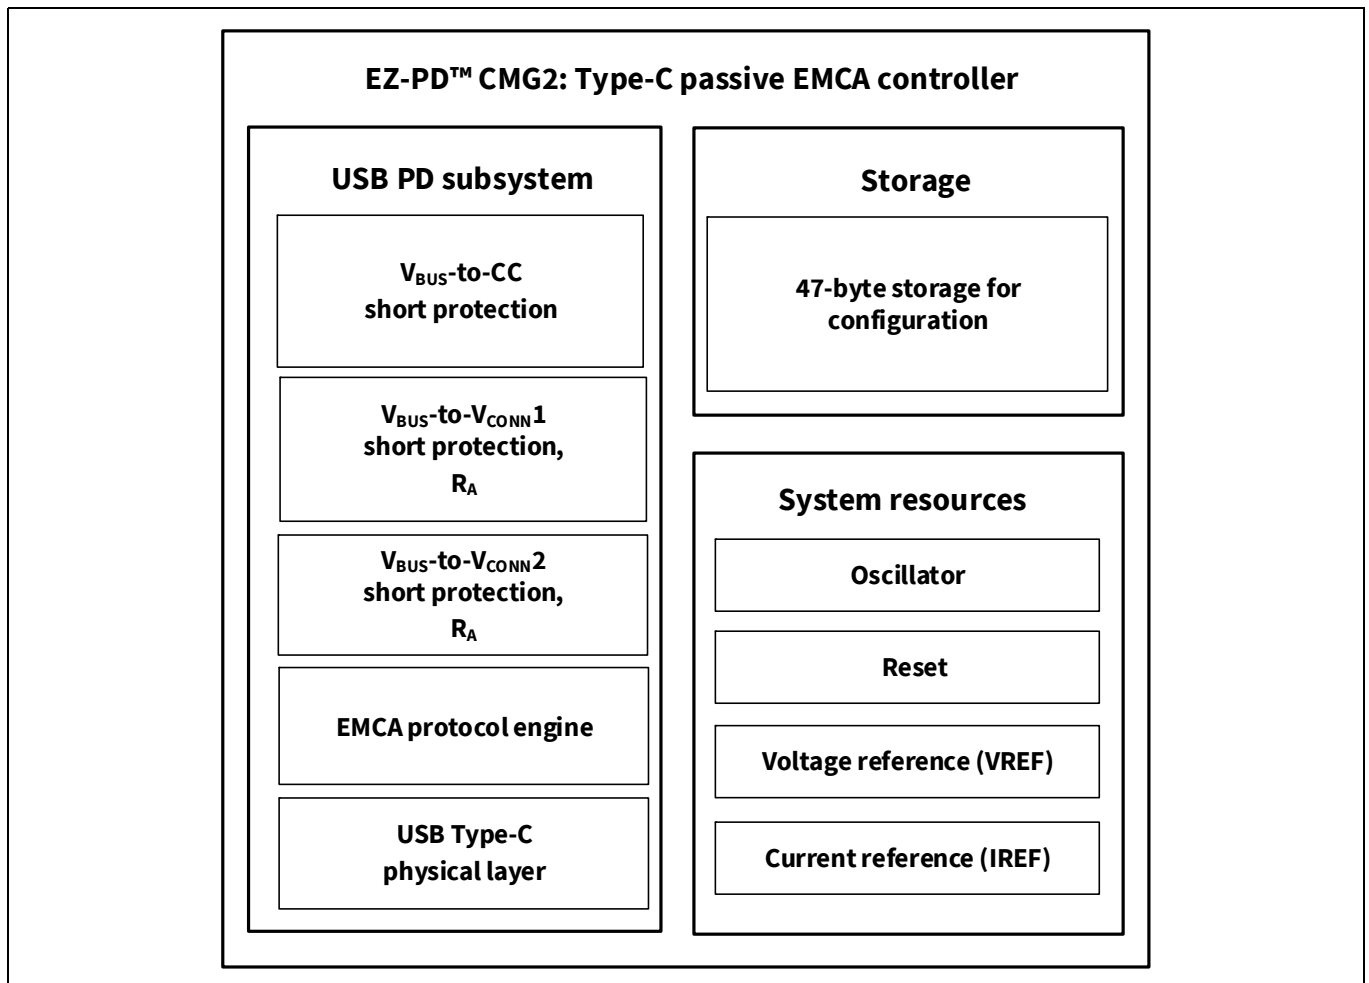 EZ-PD™ CMG2: Type-C passive EMCA controller
USB PD subsystem
VBUS-to-CC
short protection
VBUS-to-VCONN1
short protection,
RA
VBUS-to-VCONN2
short protection,
RA
EMCA protocol engine
USB Type-C
physical layer
Storage
47-byte storage for
configuration
System resources
Oscillator
Reset
Voltage reference (VREF)
Current reference (IREF)